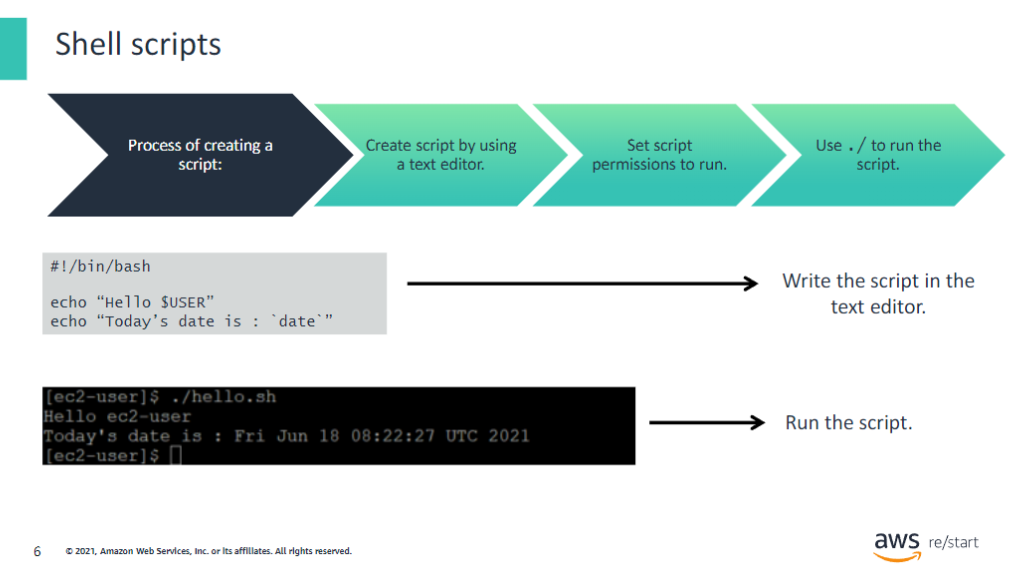 Shell scripts
Process of creating a
script:
Create script by using
a text editor.
Set script
permissions to run.
Use ./ to run the
script.
#!/bin/bash
echo “Hello $USER”
echo “Today’s date is : `date`”
Write the script in the
text editor.
[ec2-user]$ ./hello.sh
Hello ec2-user
Today's date is : Fri Jun 18 08:22:27 UTC 2021
[ec2-user]$
Run the script.
6
© 2021, Amazon Web Services, Inc. or its affiliates. All rights reserved.
aws re/start